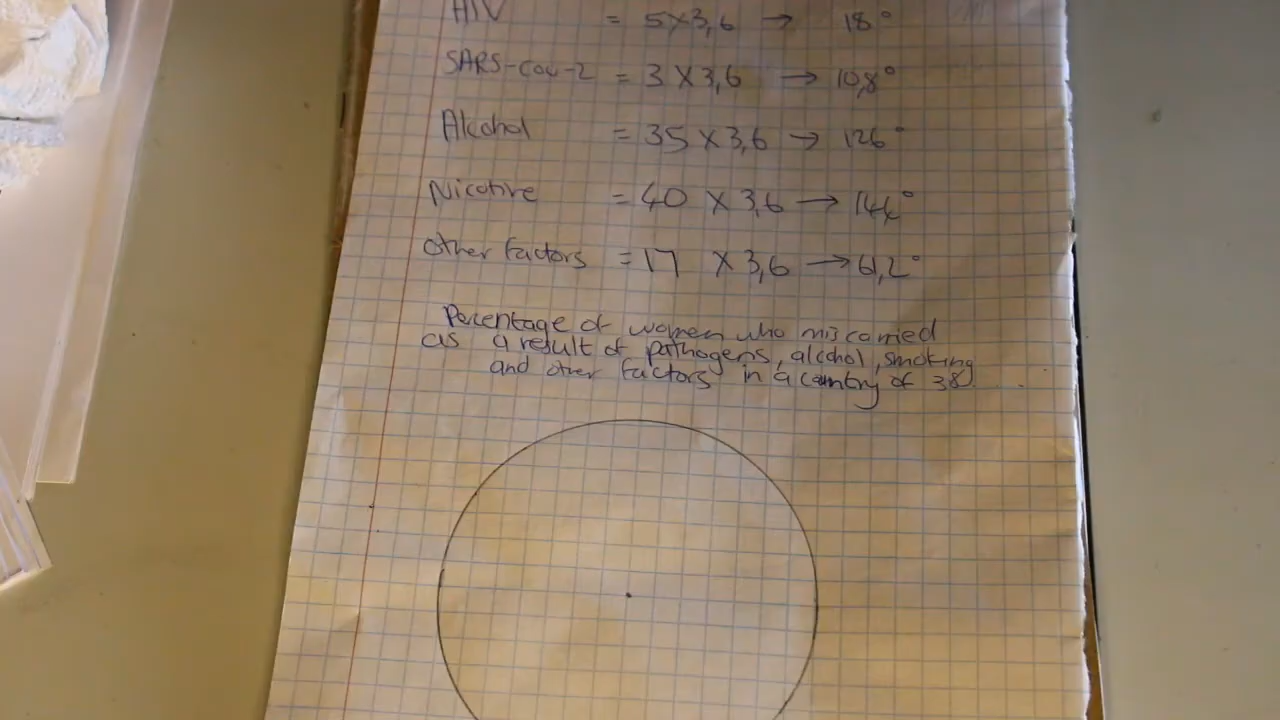 HIV = 5 x 3,6 → 18°
SARS-cov-2 = 3 X 3,6 → 10,8°
Alcohol = 35 x 3,6 → 126°
Nicotine = 40 x 3,6 → 144°
other factors = 17 x 3,6 → 61,2°
Percentage of women who miscarried
as a result of pathogens, alcohol, smoking
and other factors in a country of 38